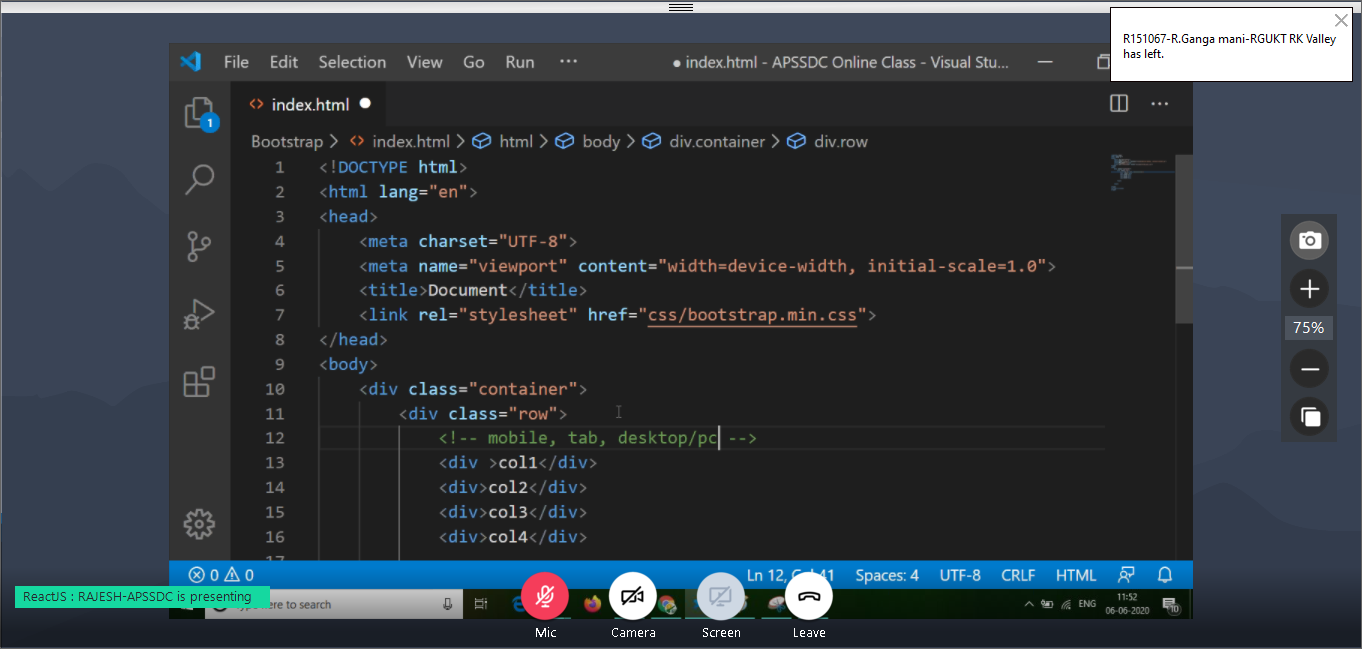 R151067-R.Ganga mani-RGUKT RK Valley
has left.
File Edit Selection View Go Run ··· ● index.html - APSSDC Online Class - Visual Stu...
<> index.html ●
1
Bootstrap > <> index.html > html > body > div.container > div.row
1 <!DOCTYPE html>
2 <html lang="en">
3 <head>
4 <meta charset="UTF-8">
5 <meta name="viewport" content="width=device-width, initial-scale=1.0">
6 <title>Document</title>
7 <link rel="stylesheet" href="css/bootstrap.min.css">
8 </head>
9 <body>
10 <div class="container">
11 <div class="row">
12 <!-- mobile, tab, desktop/pc -->
13 <div >col1</div>
14 <div>col2</div>
15 <div>col3</div>
16 <div>col4</div>
17
75%
0 0 Ln 12, Col 41 Spaces: 4 UTF-8 CRLF HTML
ReactJS : RAJESH-APSSDC is presenting
here to search
ENG
11:52
06-06-2020
10
Mic Camera Screen Leave